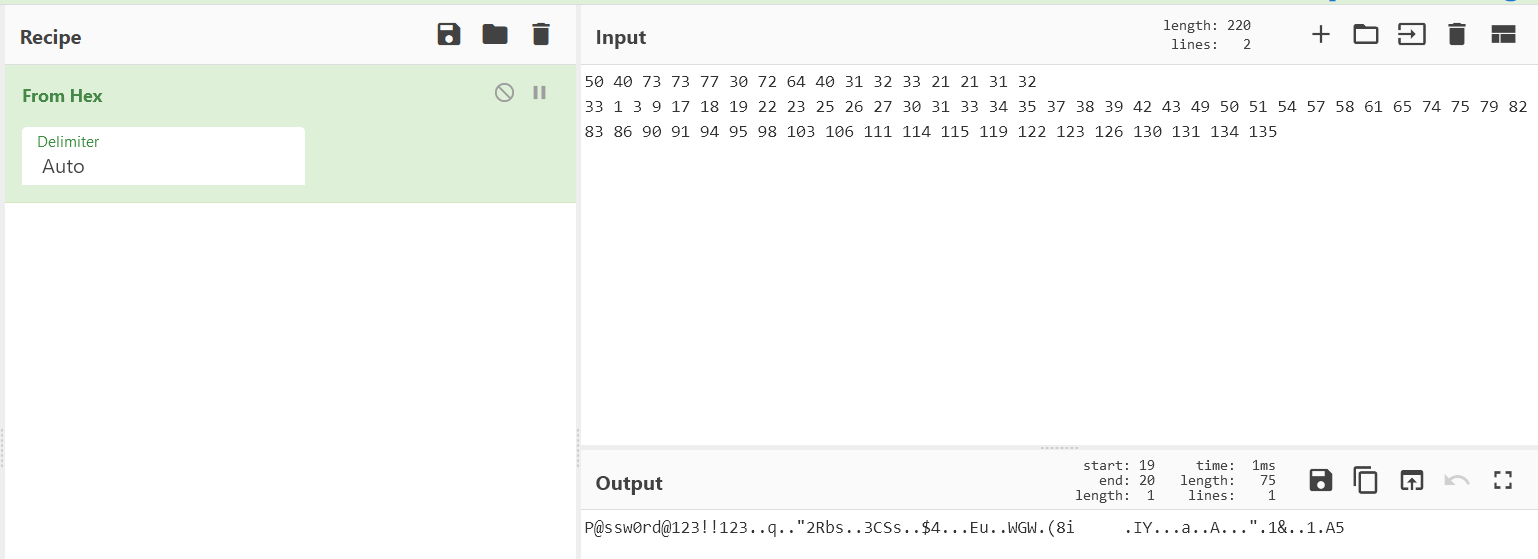 Recipe
From Hex
Delimiter
Auto
Input
length: 220
lines: 2
50 40 73 73 77 30 72 64 40 31 32 33 21 21 31 32
33 1 3 9 17 18 19 22 23 25 26 27 30 31 33 34 35 37 38 39 42 43 49 50 51 54 57 58 61 65 74 75 79 82
83 86 90 91 94 95 98 103 106 111 114 115 119 122 123 126 130 131 134 135
Output
start: 19 time: 1ms
end: 20 length: 75
length: 1 lines: 1
P@ssw0rd@123!!123..q.."2Rbs..3CSs..$4...Eu..WGW.(8i	.IY...a..A...".1&..1.A5